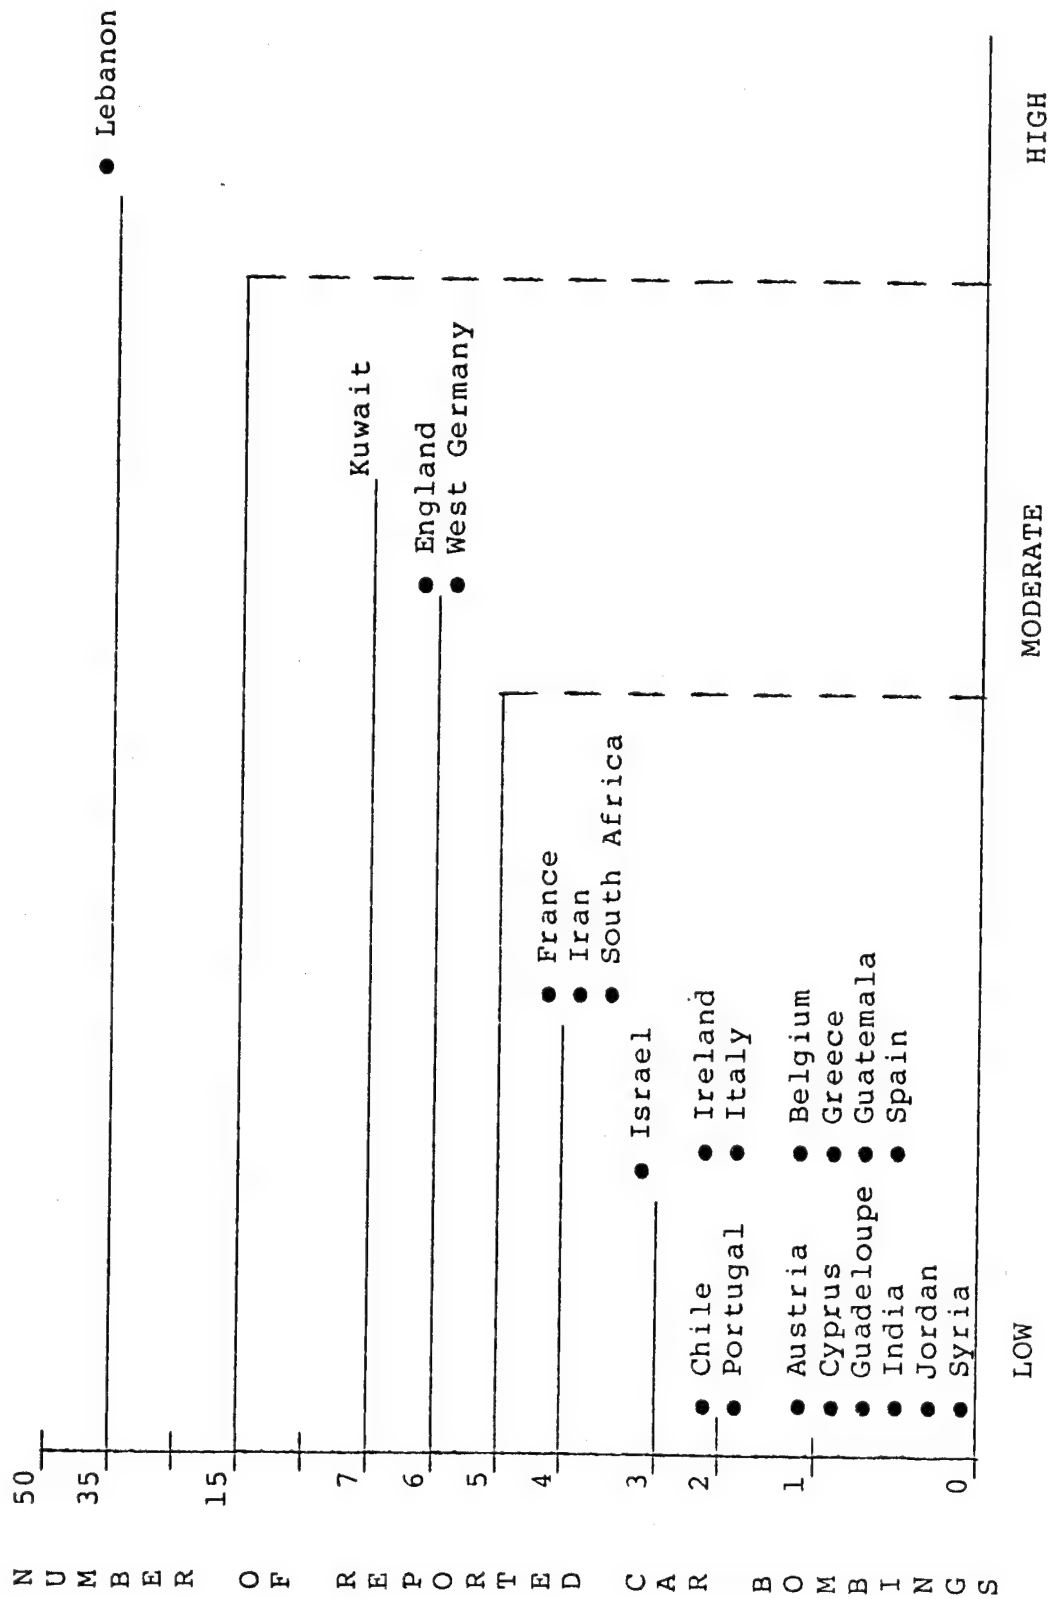 NUMBER OF REPORTED CAR BOMBINGS
50
35
15
7
6
5
4
3
2
1
0
Lebanon
Kuwait
England
West Germany
France
Iran
South Africa
Israel
Chile
Portugal
Ireland
Italy
Austria
Cyprus
Guadeloupe
India
Jordan
Syria
Belgium
Greece
Guatemala
Spain
LOW
MODERATE
HIGH